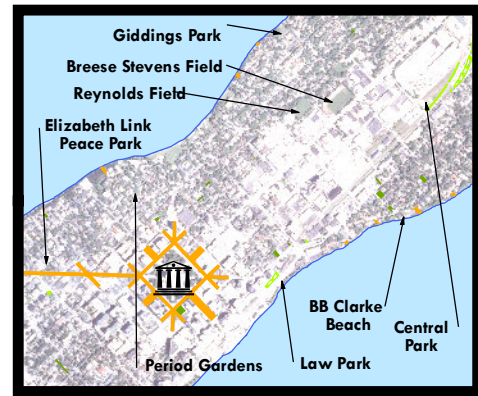 Giddings Park
Breese Stevens Field
Reynolds Field
Elizabeth Link
Peace Park
BB Clarke
Beach
Central
Park
Period Gardens
Law Park